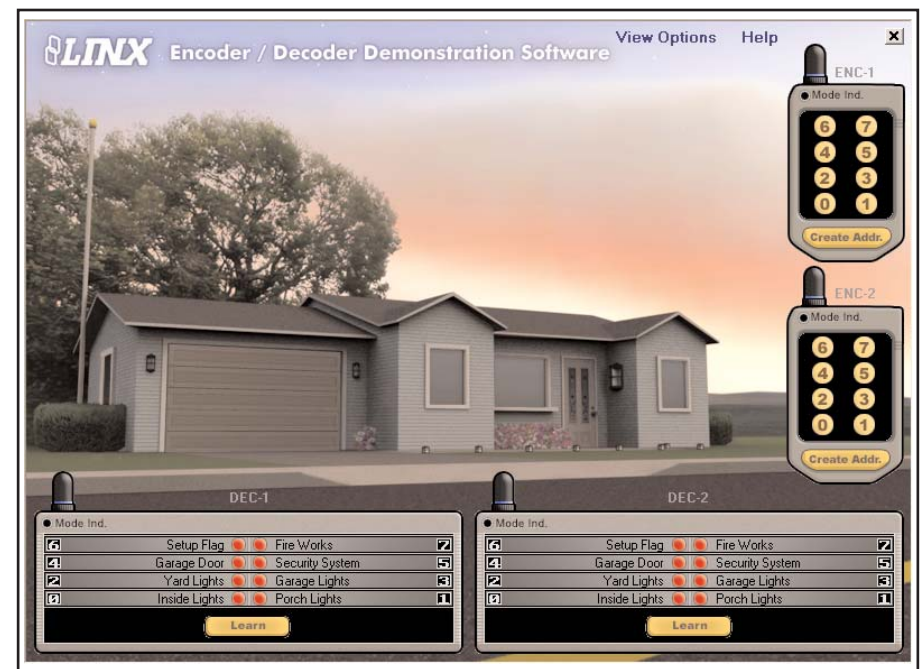 LINX Encoder / Decoder Demonstration Software
View Options Help
ENC-1
Mode Ind.
6 7
4 5
2 3
0 1
Create Addr.
ENC-2
Mode Ind.
6 7
4 5
2 3
0 1
Create Addr.
DEC-1
Mode Ind.
6 Setup Flag Fire Works 7
4 Garage Door Security System 5
2 Yard Lights Garage Lights 3
0 Inside Lights Porch Lights 1
Learn
DEC-2
Mode Ind.
6 Setup Flag Fire Works 7
4 Garage Door Security System 5
2 Yard Lights Garage Lights 3
0 Inside Lights Porch Lights 1
Learn